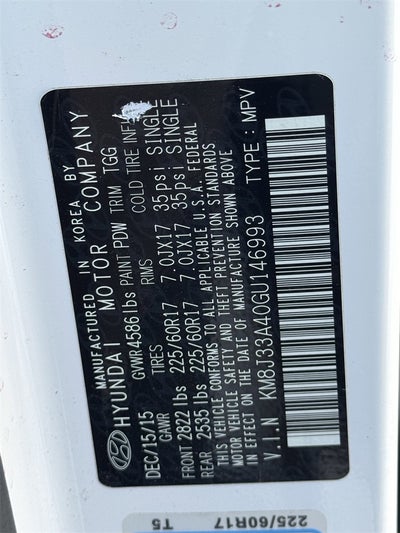 MANUFACTURED IN KOREA BY
HYUNDAI MOTOR COMPANY
DEC/15/15 GVWR 4586 lbs PAINT PDW TRIM TGG
GAWR TIRES RIMS COLD TIRE INF
FRONT 2822 lbs 225/60R17 7.0JX17 35psi SINGLE
REAR 2535 lbs 225/60R17 7.0JX17 35psi SINGLE
THIS VEHICLE CONFORMS TO ALL APPLICABLE U.S.A. FEDERAL
MOTOR VEHICLE SAFETY AND THEFT PREVENTION STANDARDS
IN EFFECT ON THE DATE OF MANUFACTURE SHOWN ABOVE
V.I.N KM8J33A40GU146993 TYPE : MPV
225/60R17
T5